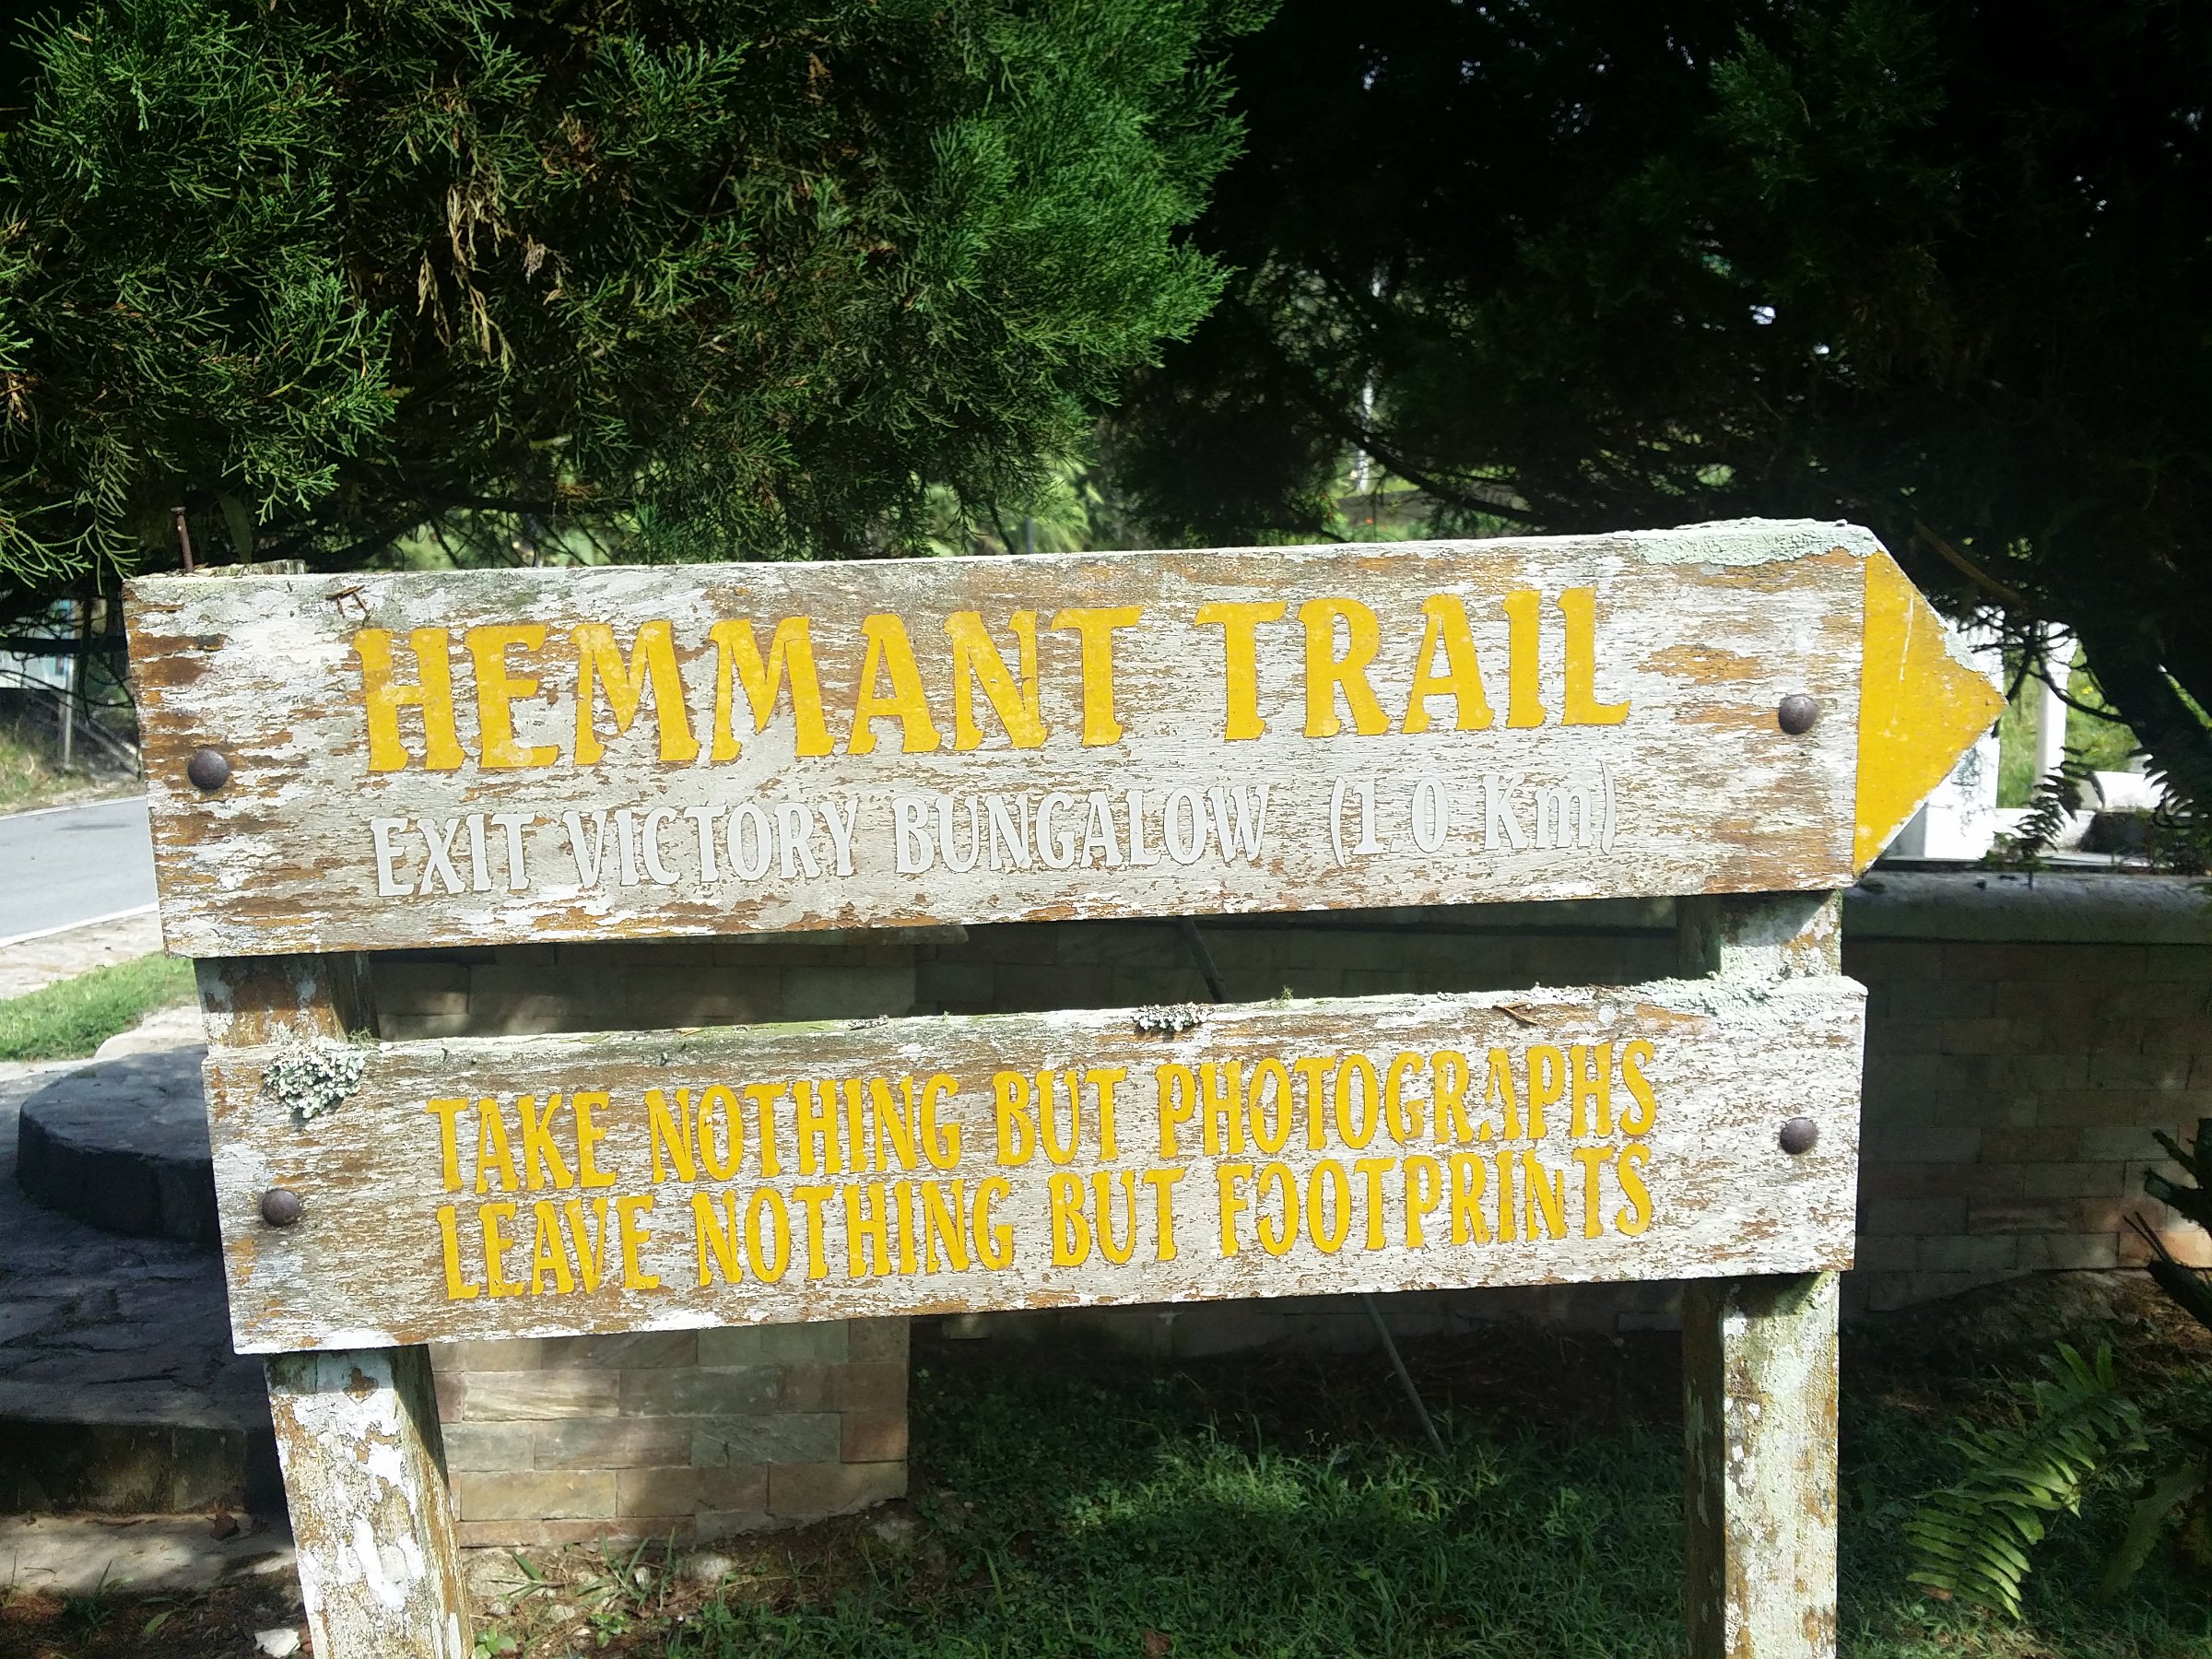 HEMMANT TRAIL
EXIT VICTORY BUNGALOW (1.0 Km)
TAKE NOTHING BUT PHOTOGRAPHS
LEAVE NOTHING BUT FOOTPRINTS